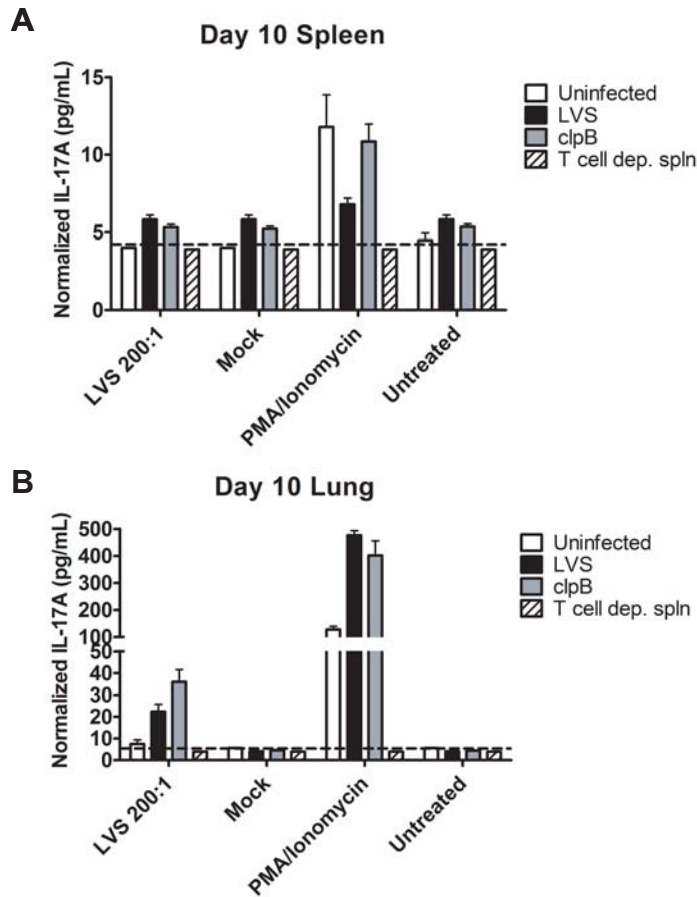 A
Day 10 Spleen
Normalized IL-17A (pg/mL)
15
10
5
0
LVS 200:1
Mock
PMA/Ionomycin
Untreated
Uninfected
LVS
clpB
T cell dep. spln
B
Day 10 Lung
Normalized IL-17A (pg/mL)
500
400
300
200
100
50
40
30
20
10
0
LVS 200:1
Mock
PMA/Ionomycin
Untreated
Uninfected
LVS
clpB
T cell dep. spln